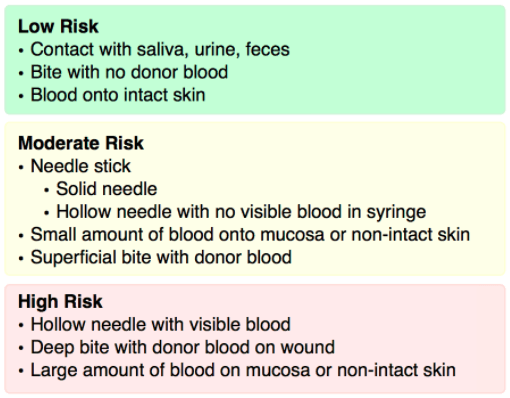 Low Risk
• Contact with saliva, urine, feces
• Bite with no donor blood
• Blood onto intact skin
Moderate Risk
• Needle stick
• Solid needle
• Hollow needle with no visible blood in syringe
• Small amount of blood onto mucosa or non-intact skin
• Superficial bite with donor blood
High Risk
• Hollow needle with visible blood
• Deep bite with donor blood on wound
• Large amount of blood on mucosa or non-intact skin